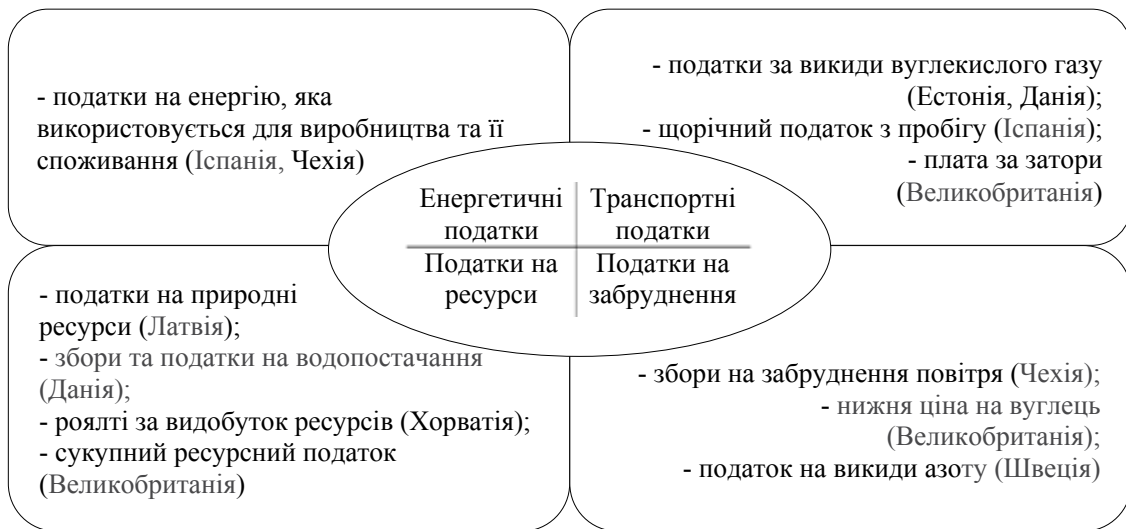 - податки на енергію, яка
використовується для виробництва та її
споживання (Іспанія, Чехія)
- податки за викиди вуглекислого газу
(Естонія, Данія);
- щорічний податок з пробігу (Іспанія);
- плата за затори
(Великобританія)
Енергетичні
податки
Транспортні
податки
Податки на
ресурси
Податки на
забруднення
- податки на природні
ресурси (Латвія);
- збори та податки на водопостачання
(Данія);
- роялті за видобуток ресурсів (Хорватія);
- сукупний ресурсний податок
(Великобританія)
- збори на забруднення повітря (Чехія);
- нижня ціна на вуглець
(Великобританія);
- податок на викиди азоту (Швеція)